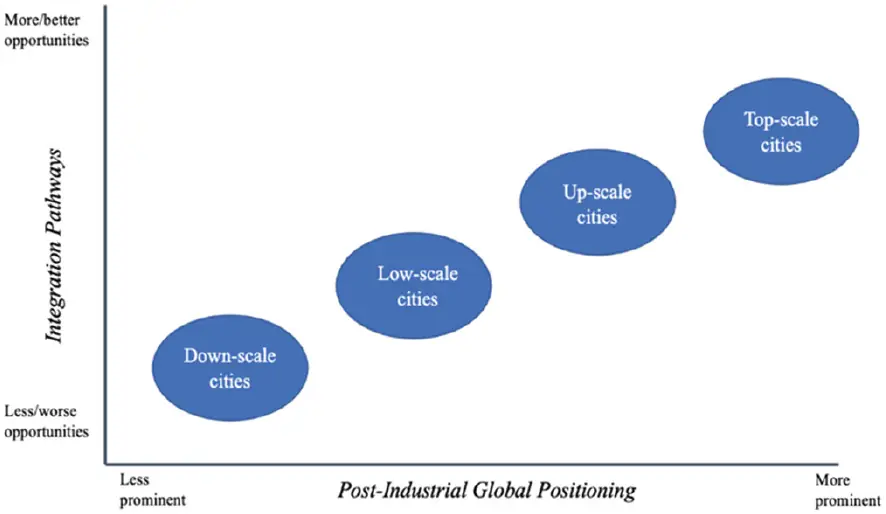 More/better
opportunities
Integration Pathways
Top-scale
cities
Up-scale
cities
Low-scale
cities
Down-scale
cities
Less/worse
opportunities
Less
prominent
Post-Industrial Global Positioning
More
prominent